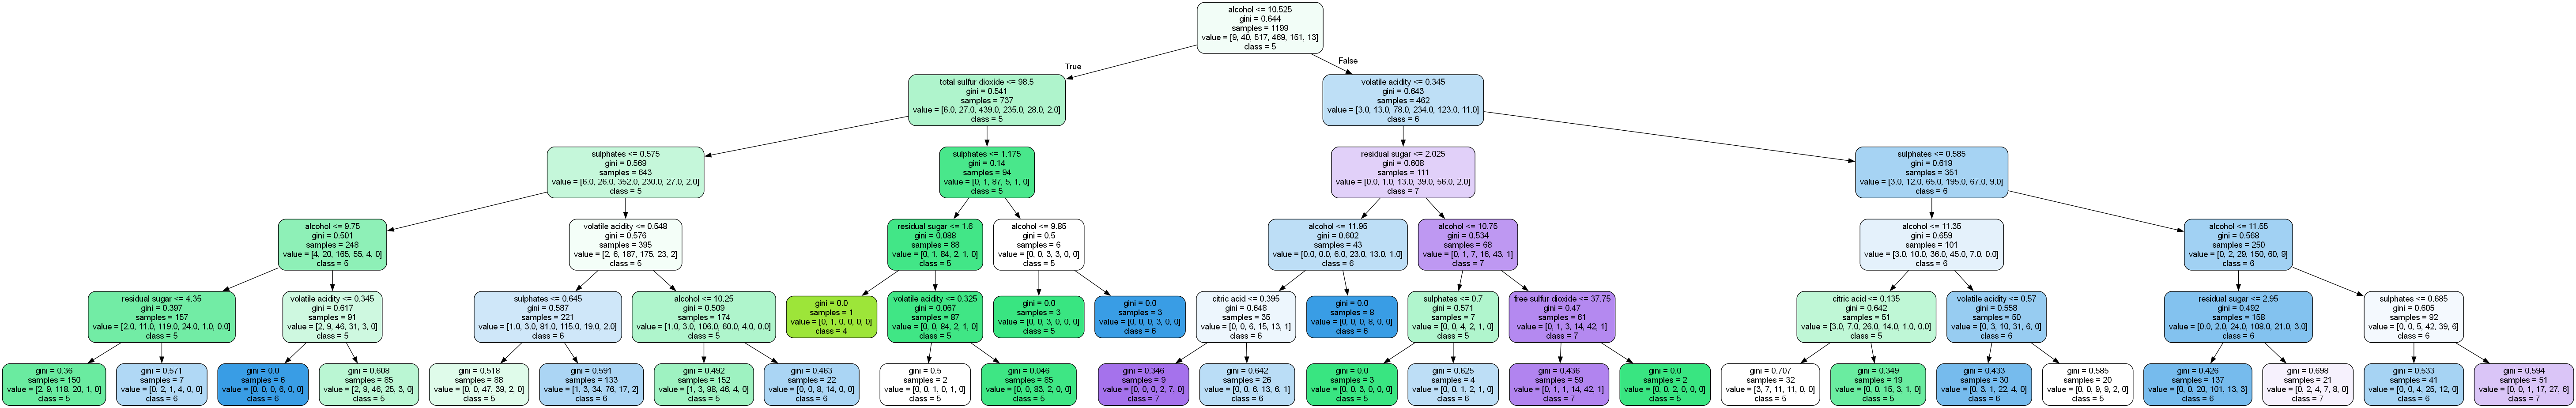 alcohol <= 10.525
gini = 0.644
samples = 1199
value = [9, 40, 517, 469, 151, 13]
class = 5
True
False
total sulfur dioxide <= 98.5
gini = 0.541
samples = 737
value = [6.0, 27.0, 439.0, 235.0, 28.0, 2.0]
class = 5
volatile acidity <= 0.345
gini = 0.643
samples = 462
value = [3.0, 13.0, 78.0, 234.0, 123.0, 11.0]
class = 6
sulphates <= 0.575
gini = 0.569
samples = 643
value = [6.0, 26.0, 352.0, 230.0, 27.0, 2.0]
class = 5
sulphates <= 1.175
gini = 0.14
samples = 94
value = [0, 1, 87, 5, 1, 0]
class = 5
residual sugar <= 2.025
gini = 0.608
samples = 111
value = [0.0, 1.0, 13.0, 39.0, 56.0, 2.0]
class = 7
sulphates <= 0.585
gini = 0.619
samples = 351
value = [3.0, 12.0, 65.0, 195.0, 67.0, 9.0]
class = 6
alcohol <= 9.75
gini = 0.501
samples = 248
value = [4, 20, 165, 55, 4, 0]
class = 5
volatile acidity <= 0.548
gini = 0.576
samples = 395
value = [2, 6, 187, 175, 23, 2]
class = 5
residual sugar <= 1.6
gini = 0.088
samples = 88
value = [0, 1, 84, 2, 1, 0]
class = 5
alcohol <= 9.85
gini = 0.5
samples = 6
value = [0, 0, 3, 3, 0, 0]
class = 5
alcohol <= 11.95
gini = 0.602
samples = 43
value = [0.0, 0.0, 6.0, 23.0, 13.0, 1.0]
class = 6
alcohol <= 10.75
gini = 0.534
samples = 68
value = [0, 1, 7, 16, 43, 1]
class = 7
alcohol <= 11.35
gini = 0.659
samples = 101
value = [3.0, 10.0, 36.0, 45.0, 7.0, 0.0]
class = 6
alcohol <= 11.55
gini = 0.568
samples = 250
value = [0, 2, 29, 150, 60, 9]
class = 6
residual sugar <= 4.35
gini = 0.397
samples = 157
value = [2.0, 11.0, 119.0, 24.0, 1.0, 0.0]
class = 5
volatile acidity <= 0.345
gini = 0.617
samples = 91
value = [2, 9, 46, 31, 3, 0]
class = 5
sulphates <= 0.645
gini = 0.587
samples = 221
value = [1.0, 3.0, 81.0, 115.0, 19.0, 2.0]
class = 6
alcohol <= 10.25
gini = 0.509
samples = 174
value = [1.0, 3.0, 106.0, 60.0, 4.0, 0.0]
class = 5
gini = 0.0
samples = 1
value = [0, 1, 0, 0, 0, 0]
class = 4
volatile acidity <= 0.325
gini = 0.067
samples = 87
value = [0, 0, 84, 2, 1, 0]
class = 5
gini = 0.0
samples = 3
value = [0, 0, 3, 0, 0, 0]
class = 5
gini = 0.0
samples = 3
value = [0, 0, 0, 3, 0, 0]
class = 6
citric acid <= 0.395
gini = 0.648
samples = 35
value = [0, 0, 6, 15, 13, 1]
class = 6
gini = 0.0
samples = 8
value = [0, 0, 0, 8, 0, 0]
class = 6
sulphates <= 0.7
gini = 0.571
samples = 7
value = [0, 0, 4, 2, 1, 0]
class = 5
free sulfur dioxide <= 37.75
gini = 0.47
samples = 61
value = [0, 1, 3, 14, 42, 1]
class = 7
citric acid <= 0.135
gini = 0.642
samples = 51
value = [3.0, 7.0, 26.0, 14.0, 1.0, 0.0]
class = 5
volatile acidity <= 0.57
gini = 0.558
samples = 50
value = [0, 3, 10, 31, 6, 0]
class = 6
residual sugar <= 2.95
gini = 0.492
samples = 158
value = [0.0, 2.0, 24.0, 108.0, 21.0, 3.0]
class = 6
sulphates <= 0.685
gini = 0.605
samples = 92
value = [0, 0, 5, 42, 39, 6]
class = 6
gini = 0.36
samples = 150
value = [2, 9, 118, 20, 1, 0]
class = 5
gini = 0.571
samples = 7
value = [0, 2, 1, 4, 0, 0]
class = 6
gini = 0.0
samples = 6
value = [0, 0, 0, 6, 0, 0]
class = 6
gini = 0.608
samples = 85
value = [2, 9, 46, 25, 3, 0]
class = 5
gini = 0.518
samples = 88
value = [0, 0, 47, 39, 2, 0]
class = 5
gini = 0.591
samples = 133
value = [1, 3, 34, 76, 17, 2]
class = 6
gini = 0.492
samples = 152
value = [1, 3, 98, 46, 4, 0]
class = 5
gini = 0.463
samples = 22
value = [0, 0, 8, 14, 0, 0]
class = 6
gini = 0.5
samples = 2
value = [0, 0, 1, 0, 1, 0]
class = 5
gini = 0.046
samples = 85
value = [0, 0, 83, 2, 0, 0]
class = 5
gini = 0.346
samples = 9
value = [0, 0, 0, 2, 7, 0]
class = 7
gini = 0.642
samples = 26
value = [0, 0, 6, 13, 6, 1]
class = 6
gini = 0.0
samples = 3
value = [0, 0, 3, 0, 0, 0]
class = 5
gini = 0.625
samples = 4
value = [0, 0, 1, 2, 1, 0]
class = 6
gini = 0.436
samples = 59
value = [0, 1, 1, 14, 42, 1]
class = 7
gini = 0.0
samples = 2
value = [0, 0, 2, 0, 0, 0]
class = 5
gini = 0.707
samples = 32
value = [3, 7, 11, 11, 0, 0]
class = 5
gini = 0.349
samples = 19
value = [0, 0, 15, 3, 1, 0]
class = 5
gini = 0.433
samples = 30
value = [0, 3, 1, 22, 4, 0]
class = 6
gini = 0.585
samples = 20
value = [0, 0, 9, 9, 2, 0]
class = 5
gini = 0.426
samples = 137
value = [0, 0, 20, 101, 13, 3]
class = 6
gini = 0.698
samples = 21
value = [0, 2, 4, 7, 8, 0]
class = 7
gini = 0.533
samples = 41
value = [0, 0, 4, 25, 12, 0]
class = 6
gini = 0.594
samples = 51
value = [0, 0, 1, 17, 27, 6]
class = 7